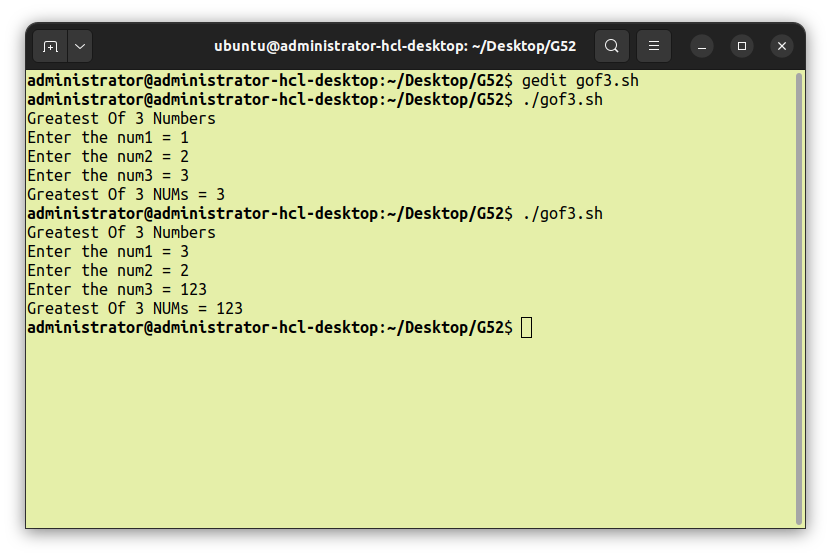 ubuntu@administrator-hcl-desktop: ~/Desktop/G52
administrator@administrator-hcl-desktop:~/Desktop/G52$ gedit gof3.sh
administrator@administrator-hcl-desktop:~/Desktop/G52$ ./gof3.sh
Greatest Of 3 Numbers
Enter the num1 = 1
Enter the num2 = 2
Enter the num3 = 3
Greatest Of 3 NUMs = 3
administrator@administrator-hcl-desktop:~/Desktop/G52$ ./gof3.sh
Greatest Of 3 Numbers
Enter the num1 = 3
Enter the num2 = 2
Enter the num3 = 123
Greatest Of 3 NUMs = 123
administrator@administrator-hcl-desktop:~/Desktop/G52$